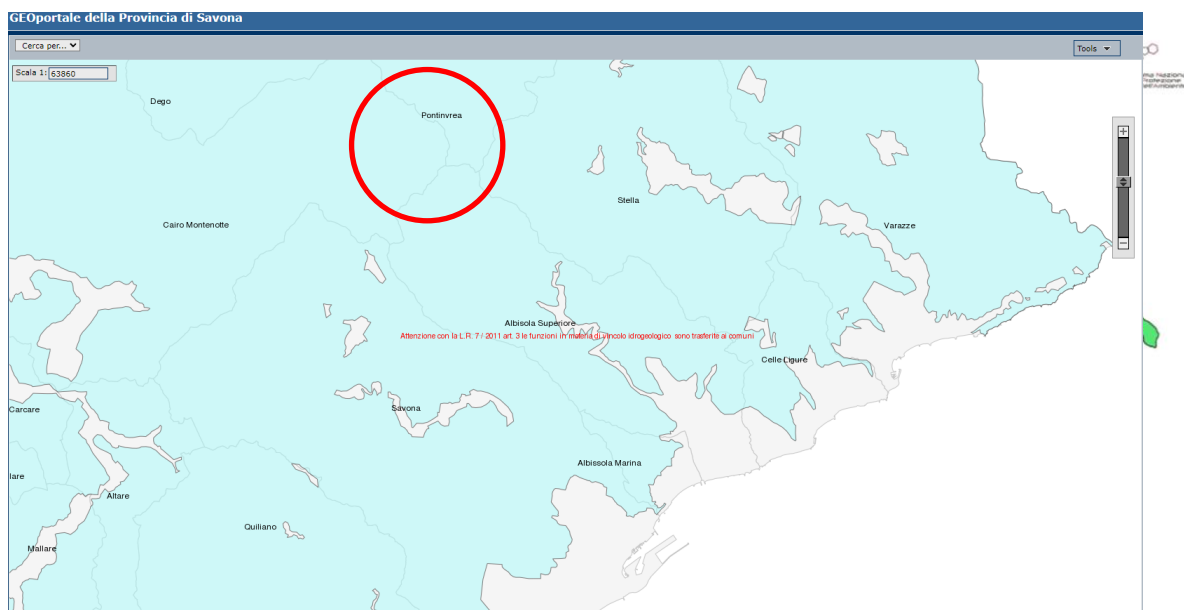 GEOportale della Provincia di Savona
Cerca per...
Tools
Scala 1: 63860
Dego
Pontinvrea
Stella
Cairo Montenotte
Varazze
Albisola Superiore
Attenzione con la L.R. 7 / 2011 art. 3 le funzioni in materia di vincolo idrogeologico sono trasferite ai comuni
Celle Ligure
Carcare
Savona
Albissola Marina
lare
Altare
Quiliano
Mallare